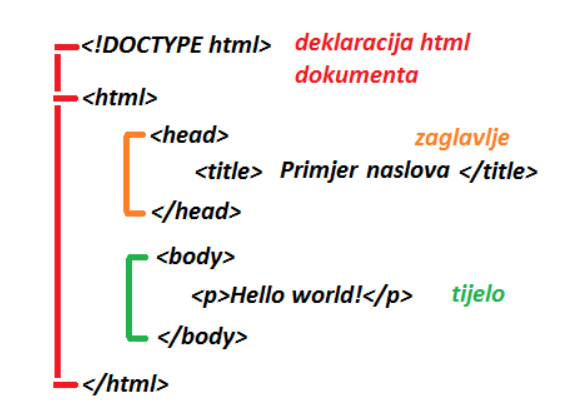 <!DOCTYPE html> deklaracija html
dokumenta
<html>
<head> zaglavlje
<title> Primjer naslova </title>
</head>
<body>
<p>Hello world!</p> tijelo
</body>
</html>